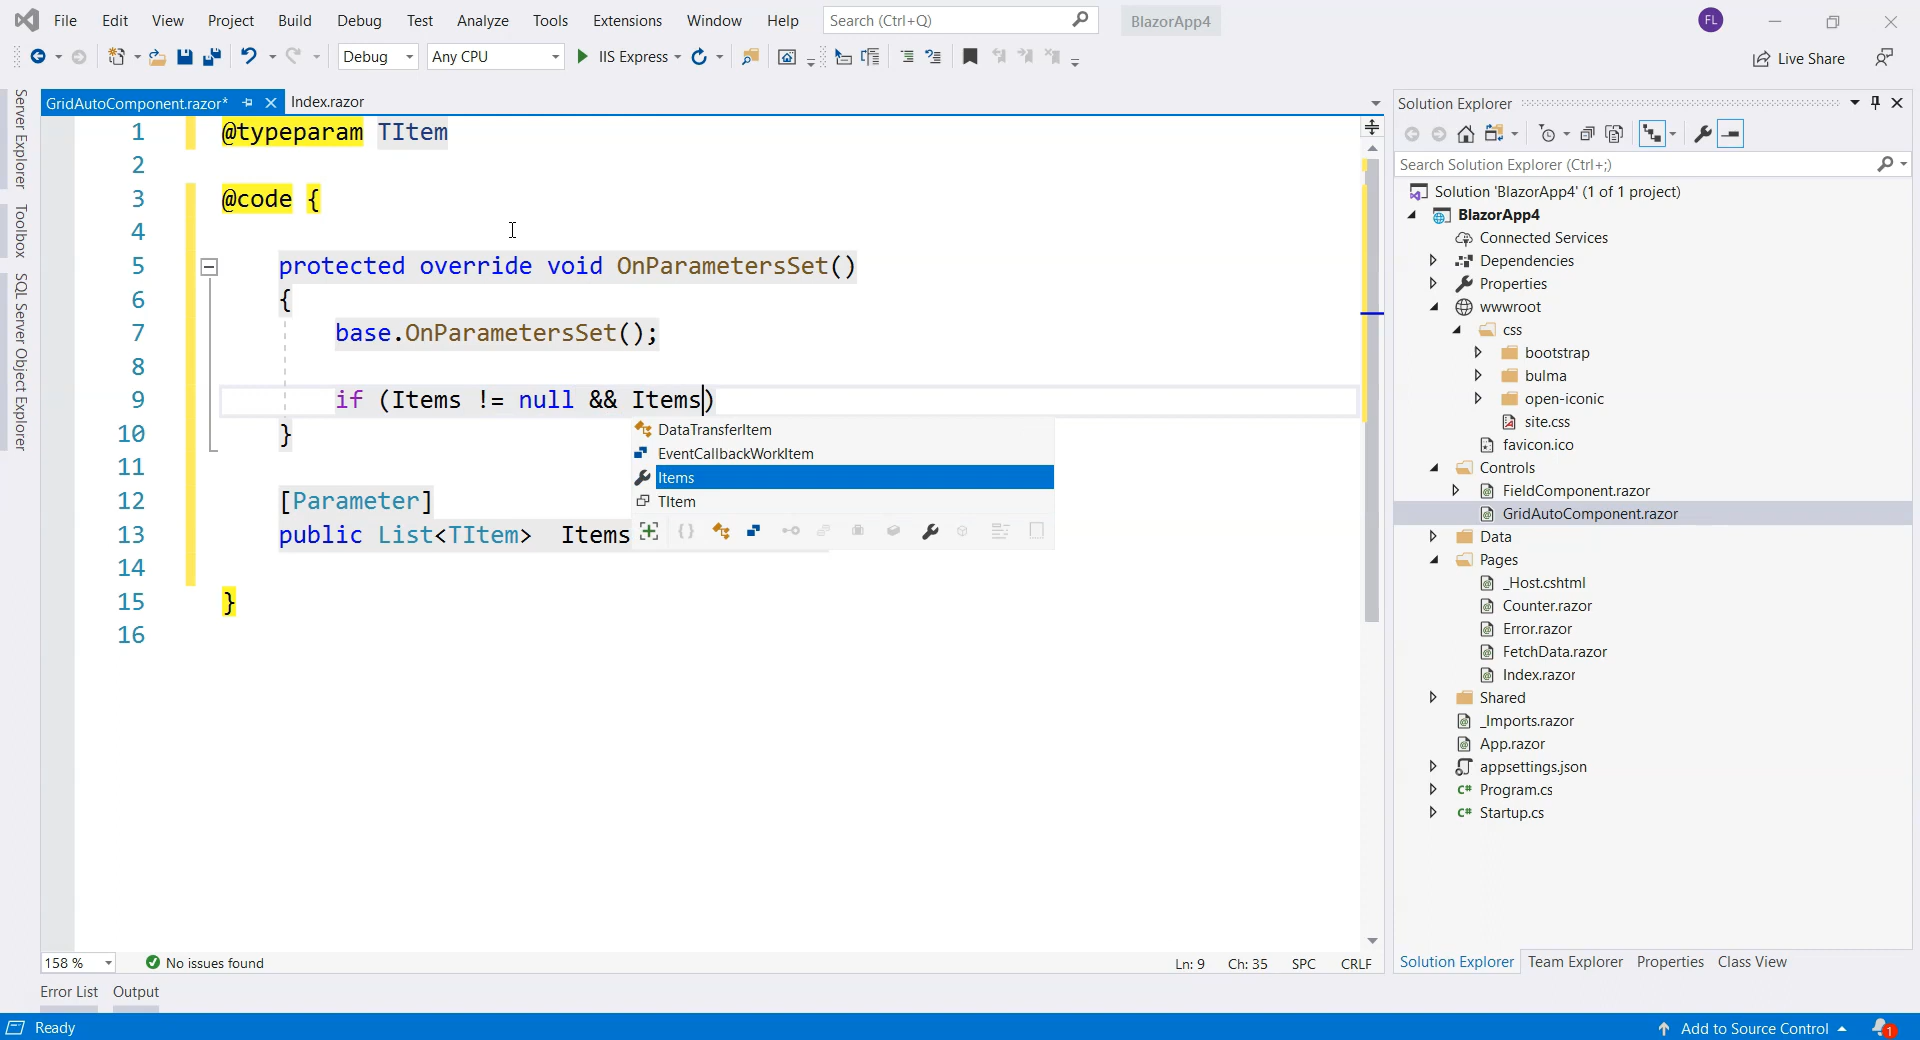 File Edit View Project Build Debug Test Analyze Tools Extensions Window Help Search (Ctrl+Q) BlazorApp4 FL
Debug Any CPU IIS Express Live Share
GridAutoComponent.razor* Index.razor
Server Explorer
Toolbox
SQL Server Object Explorer
1 @typeparam TItem
2
3 @code {
4
5 protected override void OnParametersSet()
6 {
7 base.OnParametersSet();
8
9 if (Items != null && Items)
10 }
11
12 [Parameter]
13 public List<TItem> Items
14
15 }
16
DataTransferItem
EventCallbackWorkItem
Items
TItem
158 % No issues found Ln: 9 Ch: 35 SPC CRLF
Error List Output
Solution Explorer
Search Solution Explorer (Ctrl+;)
Solution 'BlazorApp4' (1 of 1 project)
BlazorApp4
Connected Services
Dependencies
Properties
wwwroot
css
bootstrap
bulma
open-iconic
site.css
favicon.ico
Controls
FieldComponent.razor
GridAutoComponent.razor
Data
Pages
_Host.cshtml
Counter.razor
Error.razor
FetchData.razor
Index.razor
Shared
_Imports.razor
App.razor
appsettings.json
C# Program.cs
C# Startup.cs
Solution Explorer Team Explorer Properties Class View
Ready Add to Source Control 1